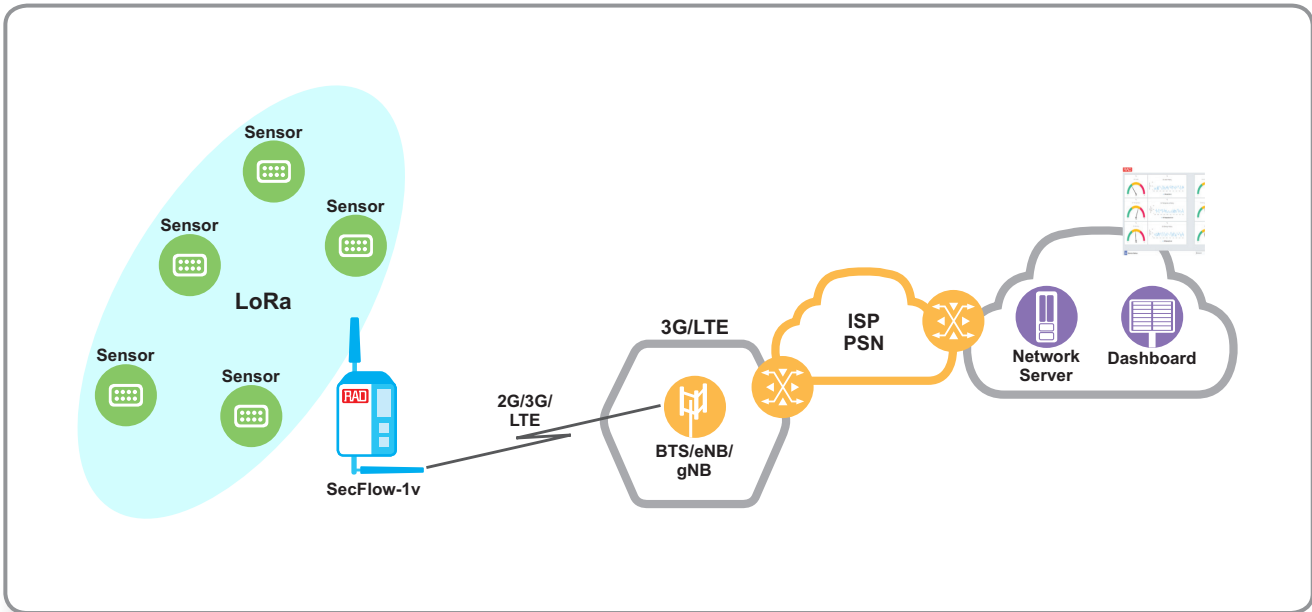 Sensor
Sensor
Sensor
LoRa
Sensor
Sensor
RAD
SecFlow-1v
2G/3G/
LTE
3G/LTE
BTS/eNB/
gNB
ISP
PSN
RAD
Network
Server
Dashboard